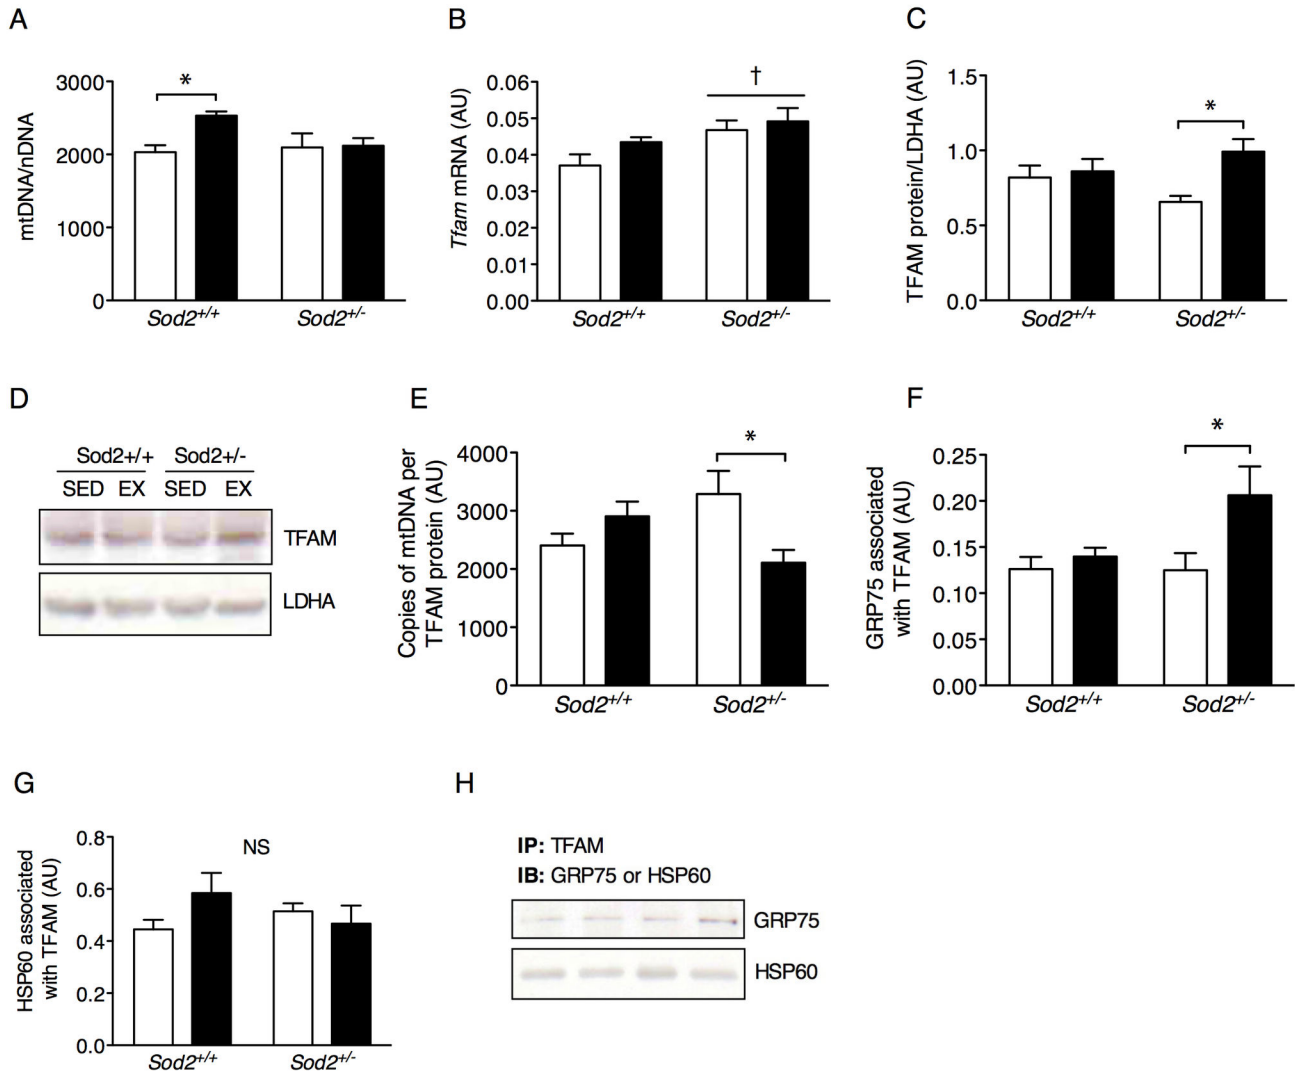 A
mtDNA/nDNA
3000
2000
1000
0
*
Sod2+/+
Sod2+/-
B
Tfam mRNA (AU)
0.06
0.05
0.04
0.03
0.02
0.01
0.00
†
Sod2+/+
Sod2+/-
C
TFAM protein/LDHA (AU)
1.5
1.0
0.5
0.0
*
Sod2+/+
Sod2+/-
D
Sod2+/+ Sod2+/-
SED EX SED EX
TFAM
LDHA
E
Copies of mtDNA per
TFAM protein (AU)
4000
3000
2000
1000
0
*
Sod2+/+
Sod2+/-
F
GRP75 associated
with TFAM (AU)
0.25
0.20
0.15
0.10
0.05
0.00
*
Sod2+/+
Sod2+/-
G
HSP60 associated
with TFAM (AU)
0.8
0.6
0.4
0.2
0.0
NS
Sod2+/+
Sod2+/-
H
IP: TFAM
IB: GRP75 or HSP60
GRP75
HSP60